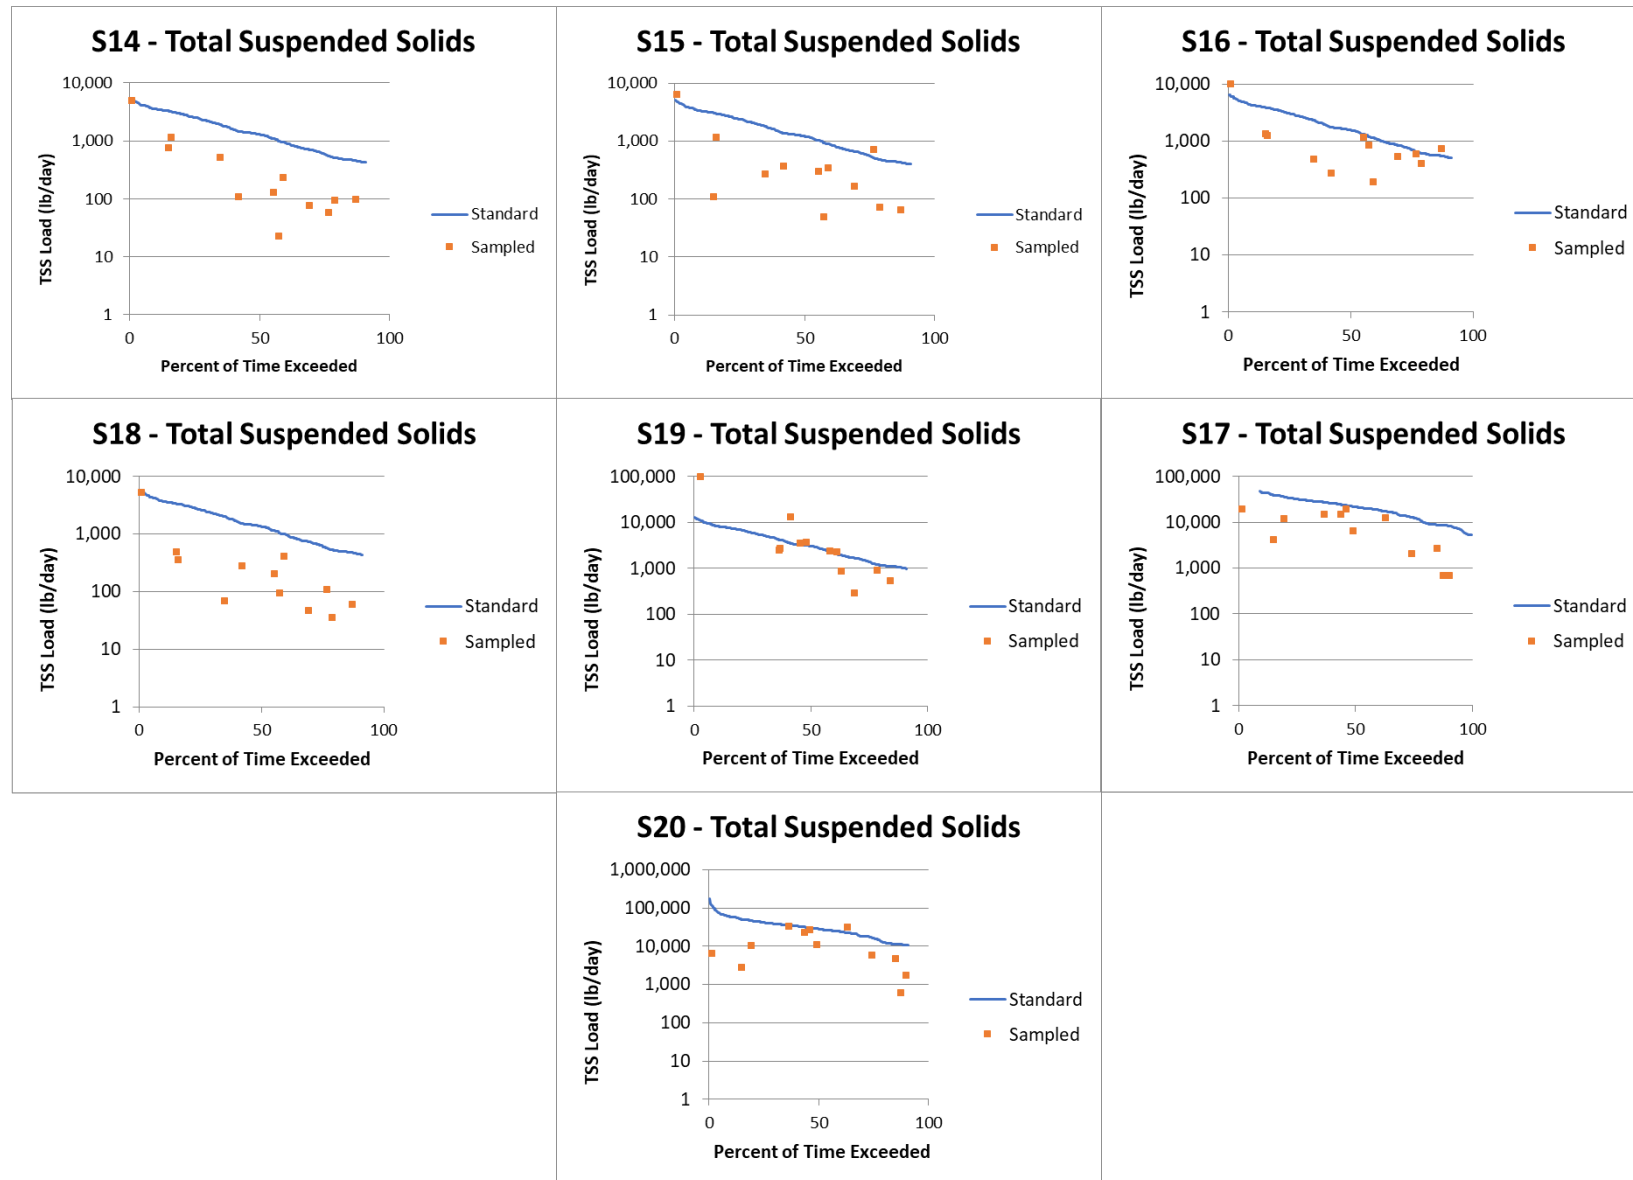 S14 - Total Suspended Solids
10,000
1,000
100
10
1
TSS Load (lb/day)
0 50 100
Percent of Time Exceeded
Standard
Sampled
S15 - Total Suspended Solids
10,000
1,000
100
10
1
TSS Load (lb/day)
0 50 100
Percent of Time Exceeded
Standard
Sampled
S16 - Total Suspended Solids
10,000
1,000
100
10
1
TSS Load (lb/day)
0 50 100
Percent of Time Exceeded
Standard
Sampled
S18 - Total Suspended Solids
10,000
1,000
100
10
1
TSS Load (lb/day)
0 50 100
Percent of Time Exceeded
Standard
Sampled
S19 - Total Suspended Solids
100,000
10,000
1,000
100
10
1
TSS Load (lb/day)
0 50 100
Percent of Time Exceeded
Standard
Sampled
S17 - Total Suspended Solids
100,000
10,000
1,000
100
10
1
TSS Load (lb/day)
0 50 100
Percent of Time Exceeded
Standard
Sampled
S20 - Total Suspended Solids
1,000,000
100,000
10,000
1,000
100
10
1
TSS Load (lb/day)
0 50 100
Percent of Time Exceeded
Standard
Sampled